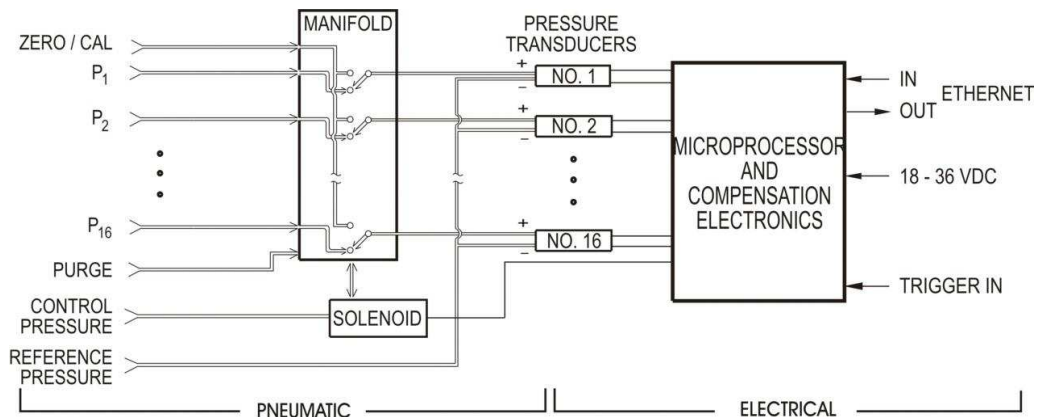 MANIFOLD
PRESSURE
TRANSDUCERS
ZERO / CAL
P1
P2
P16
PURGE
CONTROL
PRESSURE
REFERENCE
PRESSURE
SOLENOID
+
NO. 1
−
+
NO. 2
−
+
NO. 16
−
MICROPROCESSOR
AND
COMPENSATION
ELECTRONICS
IN
OUT
ETHERNET
18 - 36 VDC
TRIGGER IN
PNEUMATIC
ELECTRICAL